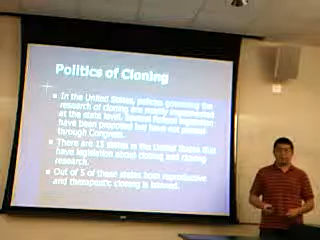 Politics of Cloning
In the United States, policies governing the
research of cloning are mostly implemented
at the state level. Several federal legislation
have been proposed but have not passed
through Congress.
There are 15 states in the United States that
have legislation about cloning and cloning
research.
Out of 5 of these states both reproductive
and therapeutic cloning is banned.